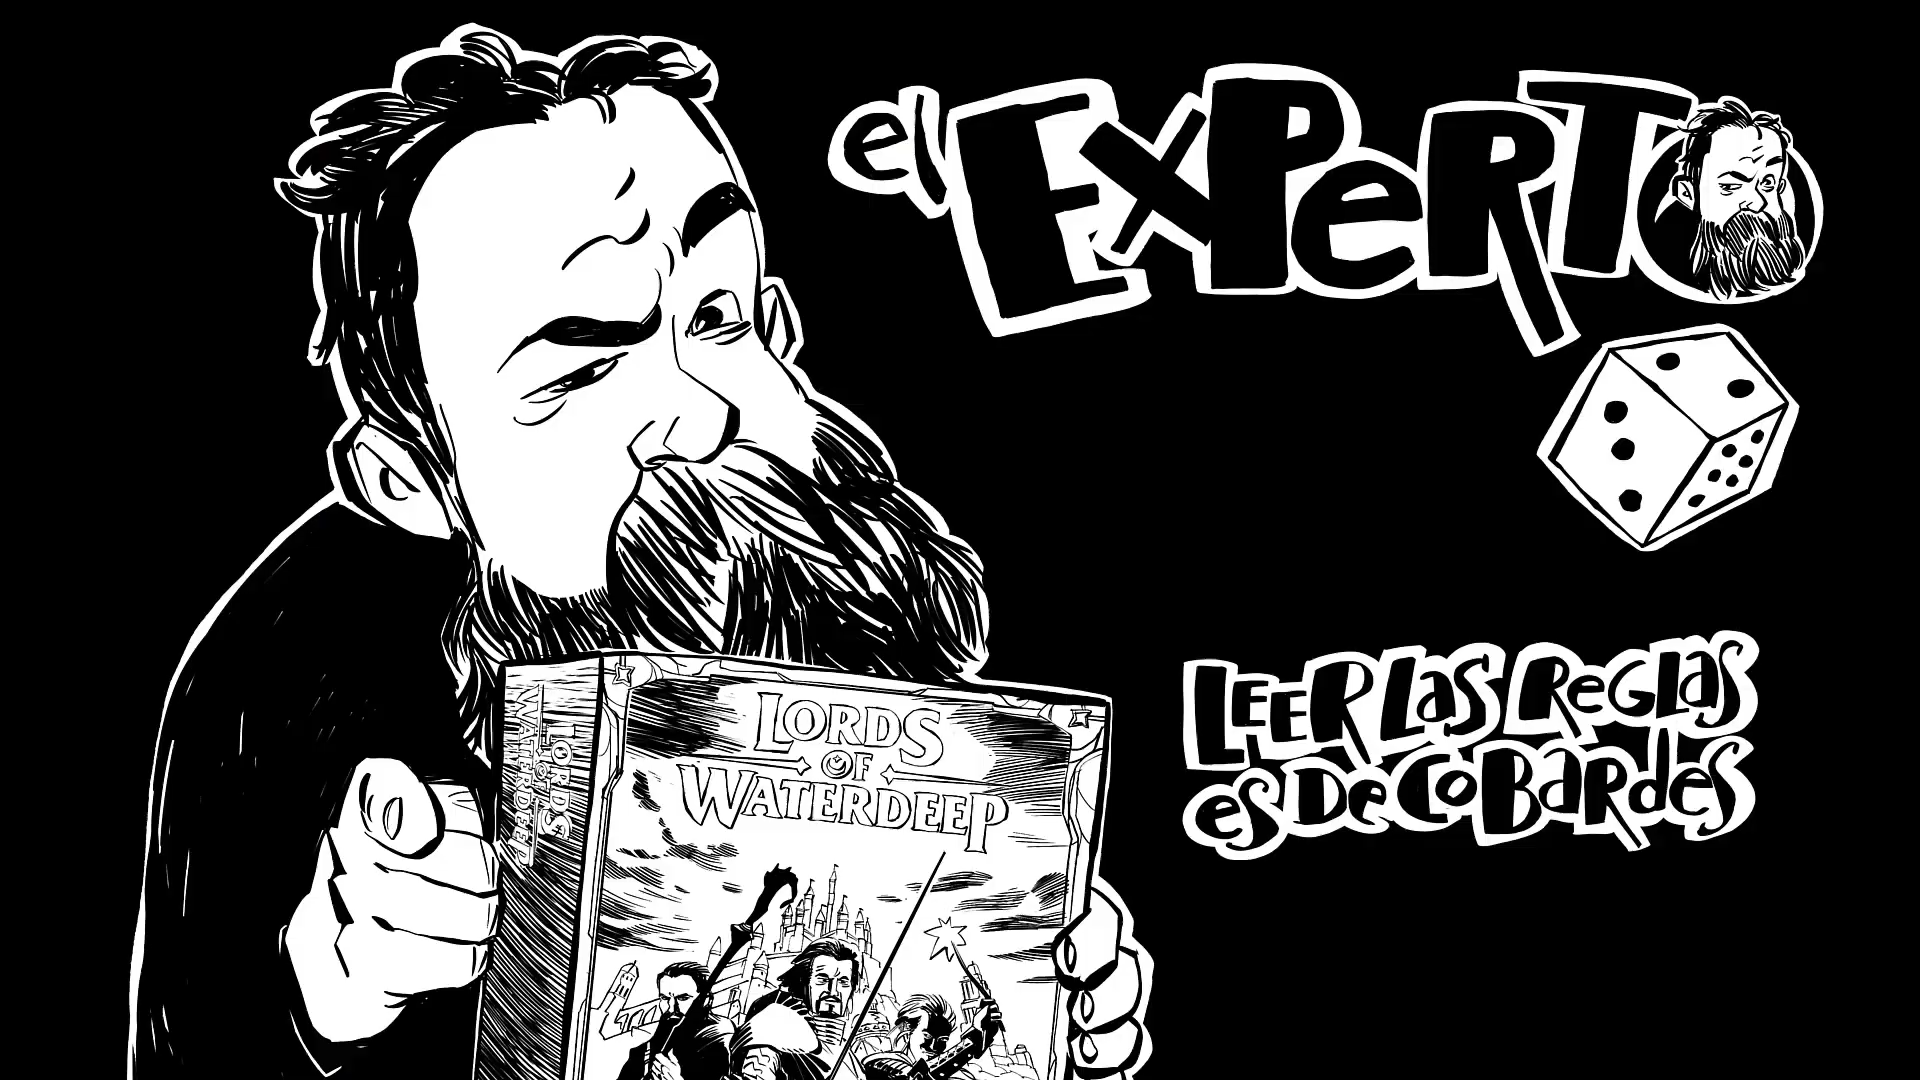 el EXPERTO
LEER Las REGLas
es De CoBaRdes
LORDS
OF
WATERDEEP
LORDS
OF
WATERDEEP